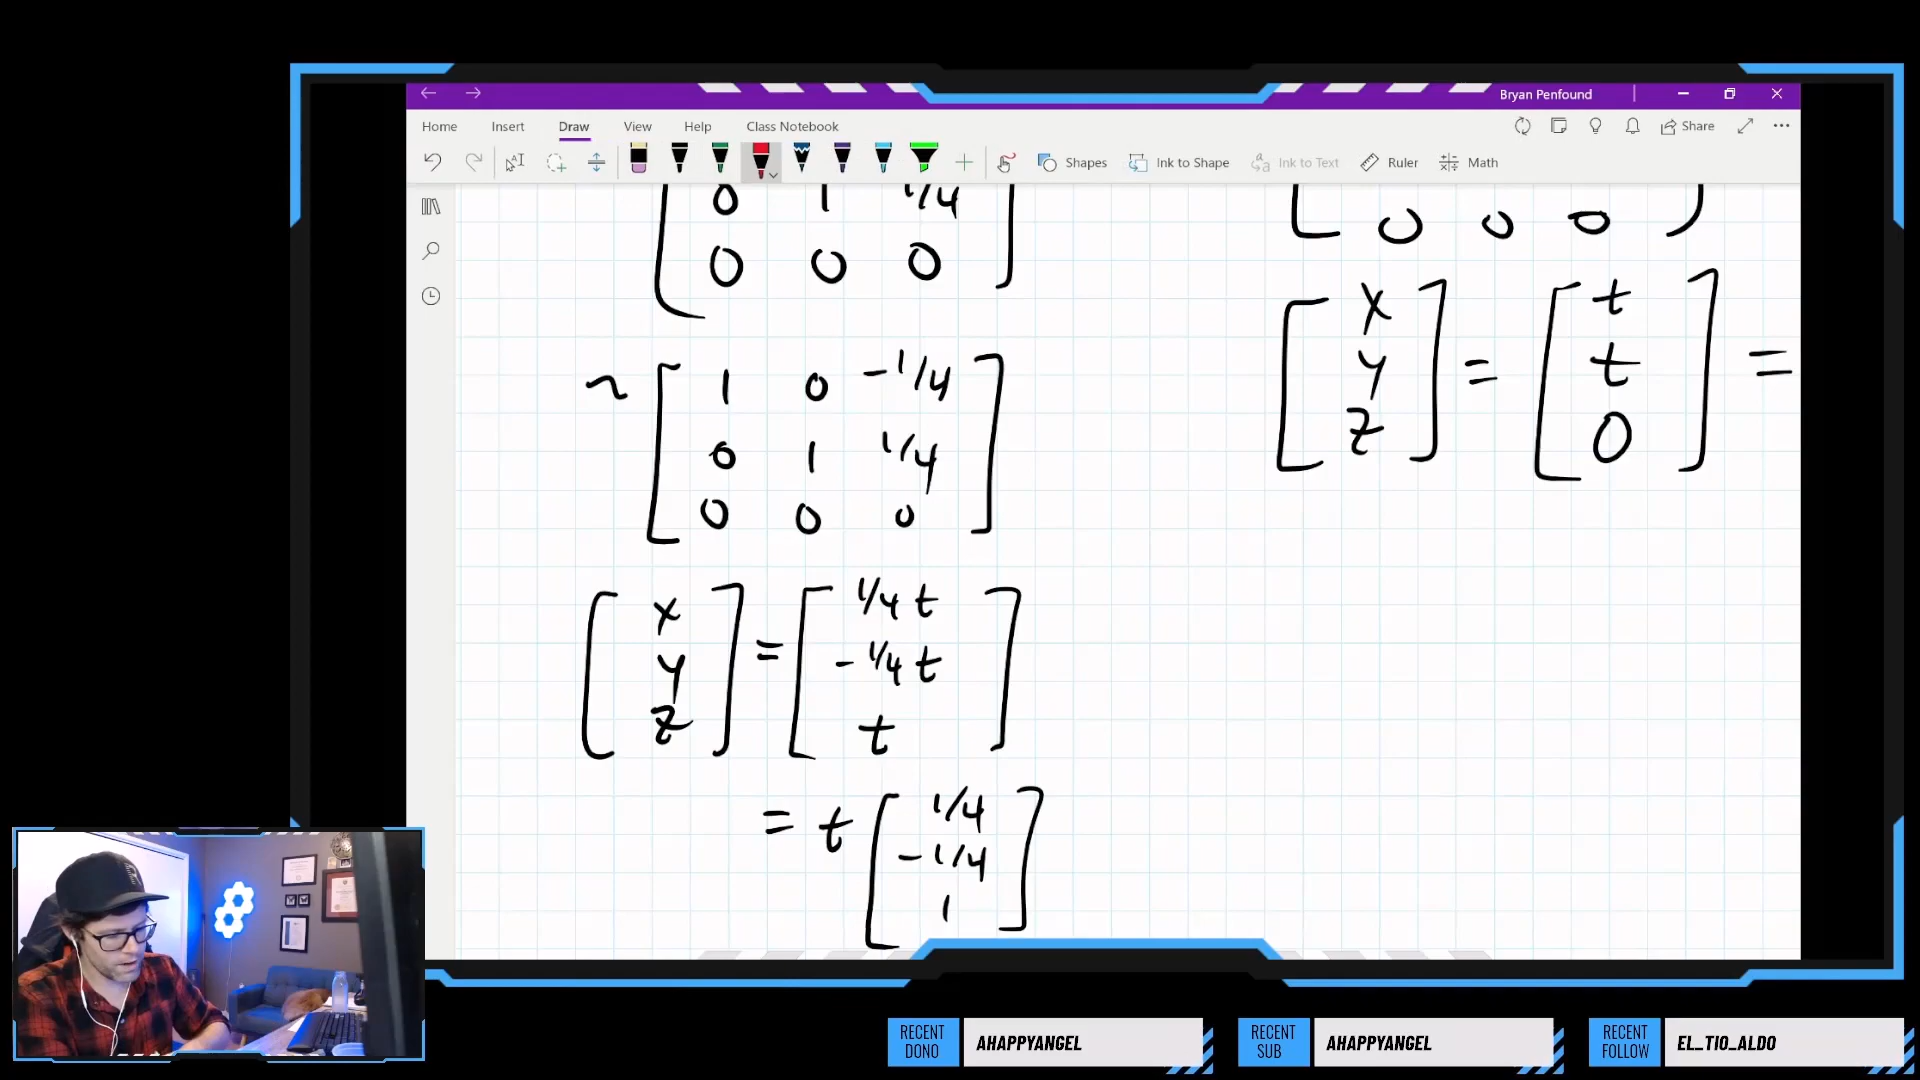 Bryan Penfound
Home Insert Draw View Help Class Notebook
Share
Shapes Ink to Shape Ink to Text Ruler Math
0 1 1/4
0 0 0
~ 1 0 -1/4
0 1 1/4
0 0 0
x = 1/4 t
y -1/4 t
z t
= t 1/4
-1/4
1
0 0 0
x = t =
y t
z 0
RECENT DONO AHAPPYANGEL
RECENT SUB AHAPPYANGEL
RECENT FOLLOW EL_TIO_ALDO